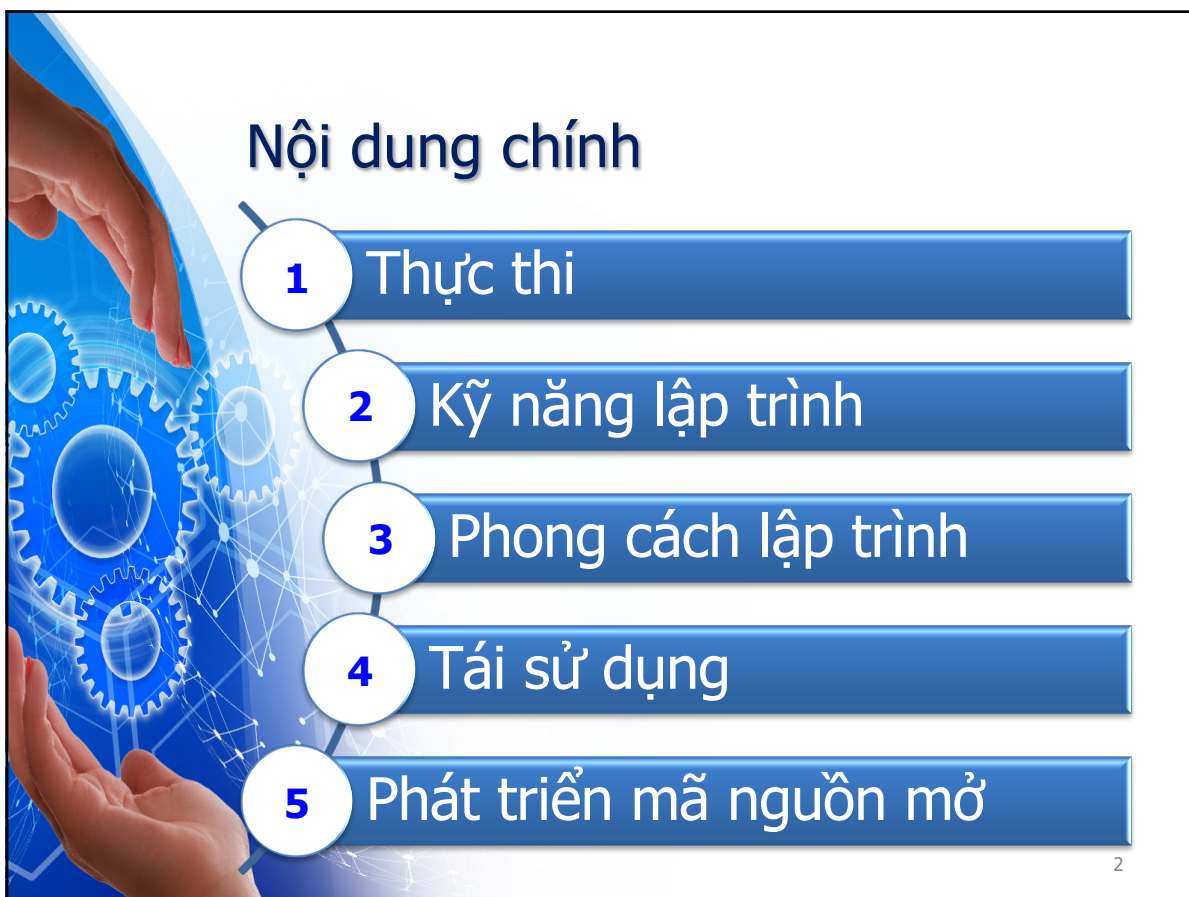 Nội dung chính
1 Thực thi
2 Kỹ năng lập trình
3 Phong cách lập trình
4 Tái sử dụng
5 Phát triển mã nguồn mở
2